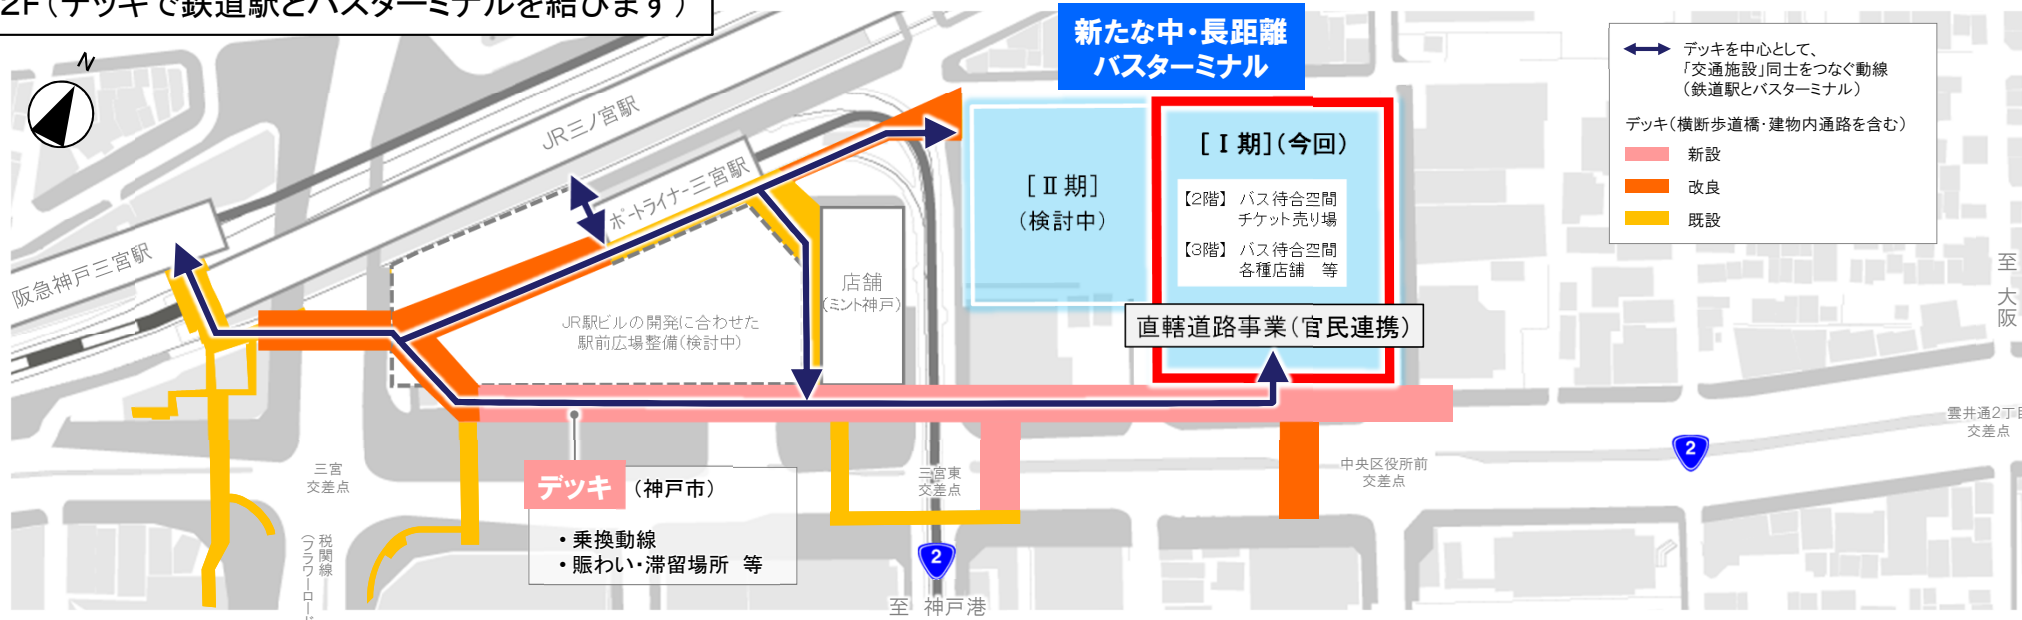 2F(デッキで鉄道駅とバスターミナルを結びます)
N
新たな中・長距離
バスターミナル
デッキを中心として、
「交通施設」同士をつなぐ動線
(鉄道駅とバスターミナル)
デッキ(横断歩道橋・建物内通路を含む)
新設
改良
既設
JR三ノ宮駅
ポートライナー三宮駅
阪急神戸三宮駅
[Ⅱ期]
(検討中)
[Ⅰ期](今回)
【2階】 バス待合空間
チケット売り場
【3階】 バス待合空間
各種店舗 等
店舗
(ミント神戸)
JR駅ビルの開発に合わせた
駅前広場整備(検討中)
直轄道路事業(官民連携)
至 大阪
雲井通2丁目
交差点
三宮
交差点
デッキ (神戸市)
・乗換動線
・賑わい・滞留場所 等
三宮東
交差点
中央区役所前
交差点
2
2
税関線
(フラワーロード
至 神戸港